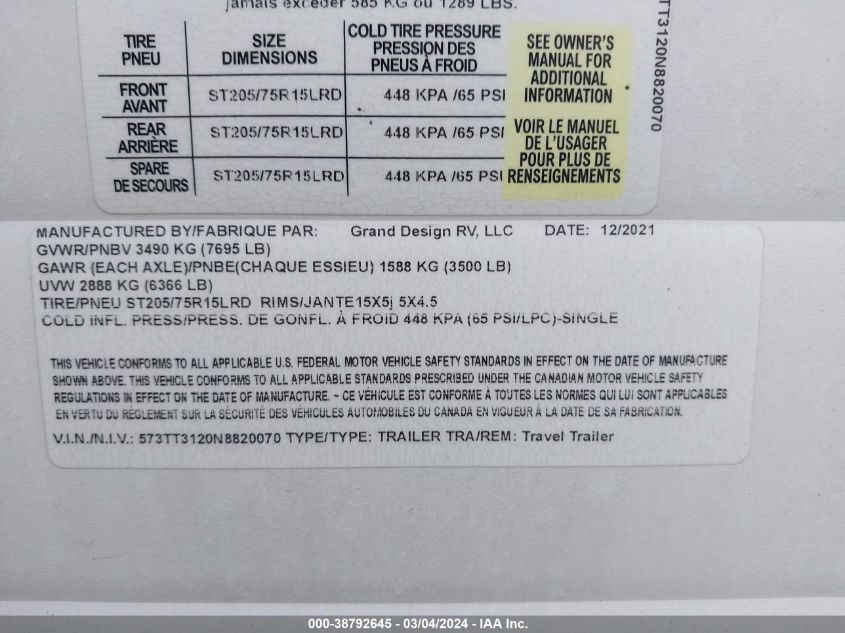 jamais exceder 585 KG ou 1289 LBS.
TIRE PNEU SIZE DIMENSIONS COLD TIRE PRESSURE PRESSION DES PNEUS À FROID
FRONT AVANT ST205/75R15LRD 448 KPA /65 PSI
REAR ARRIÈRE ST205/75R15LRD 448 KPA /65 PSI
SPARE DE SECOURS ST205/75R15LRD 448 KPA /65 PSI
SEE OWNER'S
MANUAL FOR
ADDITIONAL
INFORMATION
VOIR LE MANUEL
DE L'USAGER
POUR PLUS DE
RENSEIGNEMENTS
TT3120N8820070
MANUFACTURED BY/FABRIQUE PAR: Grand Design RV, LLC DATE: 12/2021
GVWR/PNBV 3490 KG (7695 LB)
GAWR (EACH AXLE)/PNBE(CHAQUE ESSIEU) 1588 KG (3500 LB)
UVW 2888 KG (6366 LB)
TIRE/PNEU ST205/75R15LRD RIMS/JANTE15X5j 5X4.5
COLD INFL. PRESS/PRESS. DE GONFL. À FROID 448 KPA (65 PSI/LPC)-SINGLE
THIS VEHICLE CONFORMS TO ALL APPLICABLE U.S. FEDERAL MOTOR VEHICLE SAFETY STANDARDS IN EFFECT ON THE DATE OF MANUFACTURE
SHOWN ABOVE. THIS VEHICLE CONFORMS TO ALL APPLICABLE STANDARDS PRESCRIBED UNDER THE CANADIAN MOTOR VEHICLE SAFETY
REGULATIONS IN EFFECT ON THE DATE OF MANUFACTURE. ~ CE VÉHICULE EST CONFORME À TOUTES LES NORMES QUI LUI SONT APPLICABLES
EN VERTU DU RÈGLEMENT SUR LA SÉCURITÉ DES VÉHICULES AUTOMOBILES DU CANADA EN VIGUEUR À LA DATE DE SA FABRICATION.
V.I.N./N.I.V.: 573TT3120N8820070 TYPE/TYPE: TRAILER TRA/REM: Travel Trailer
000-38792645 - 03/04/2024 - IAA Inc.